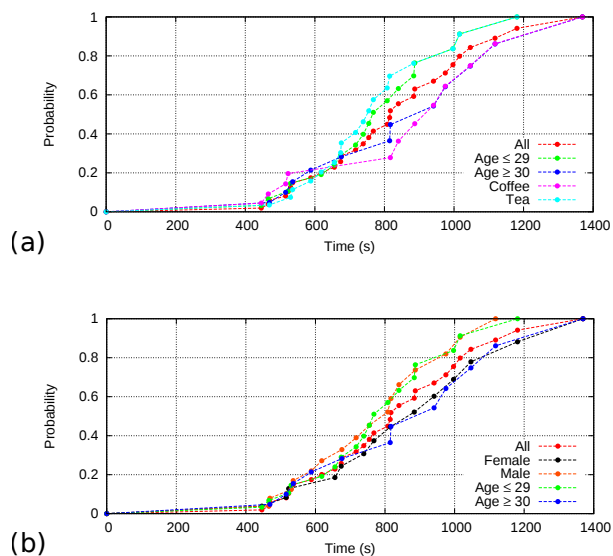 1
0.8
0.6
0.4
0.2
0
Probability
All
Age ≤ 29
Age ≥ 30
Coffee
Tea
0 200 400 600 800 1000 1200 1400
Time (s)
(a)
1
0.8
0.6
0.4
0.2
0
Probability
All
Female
Male
Age ≤ 29
Age ≥ 30
0 200 400 600 800 1000 1200 1400
Time (s)
(b)